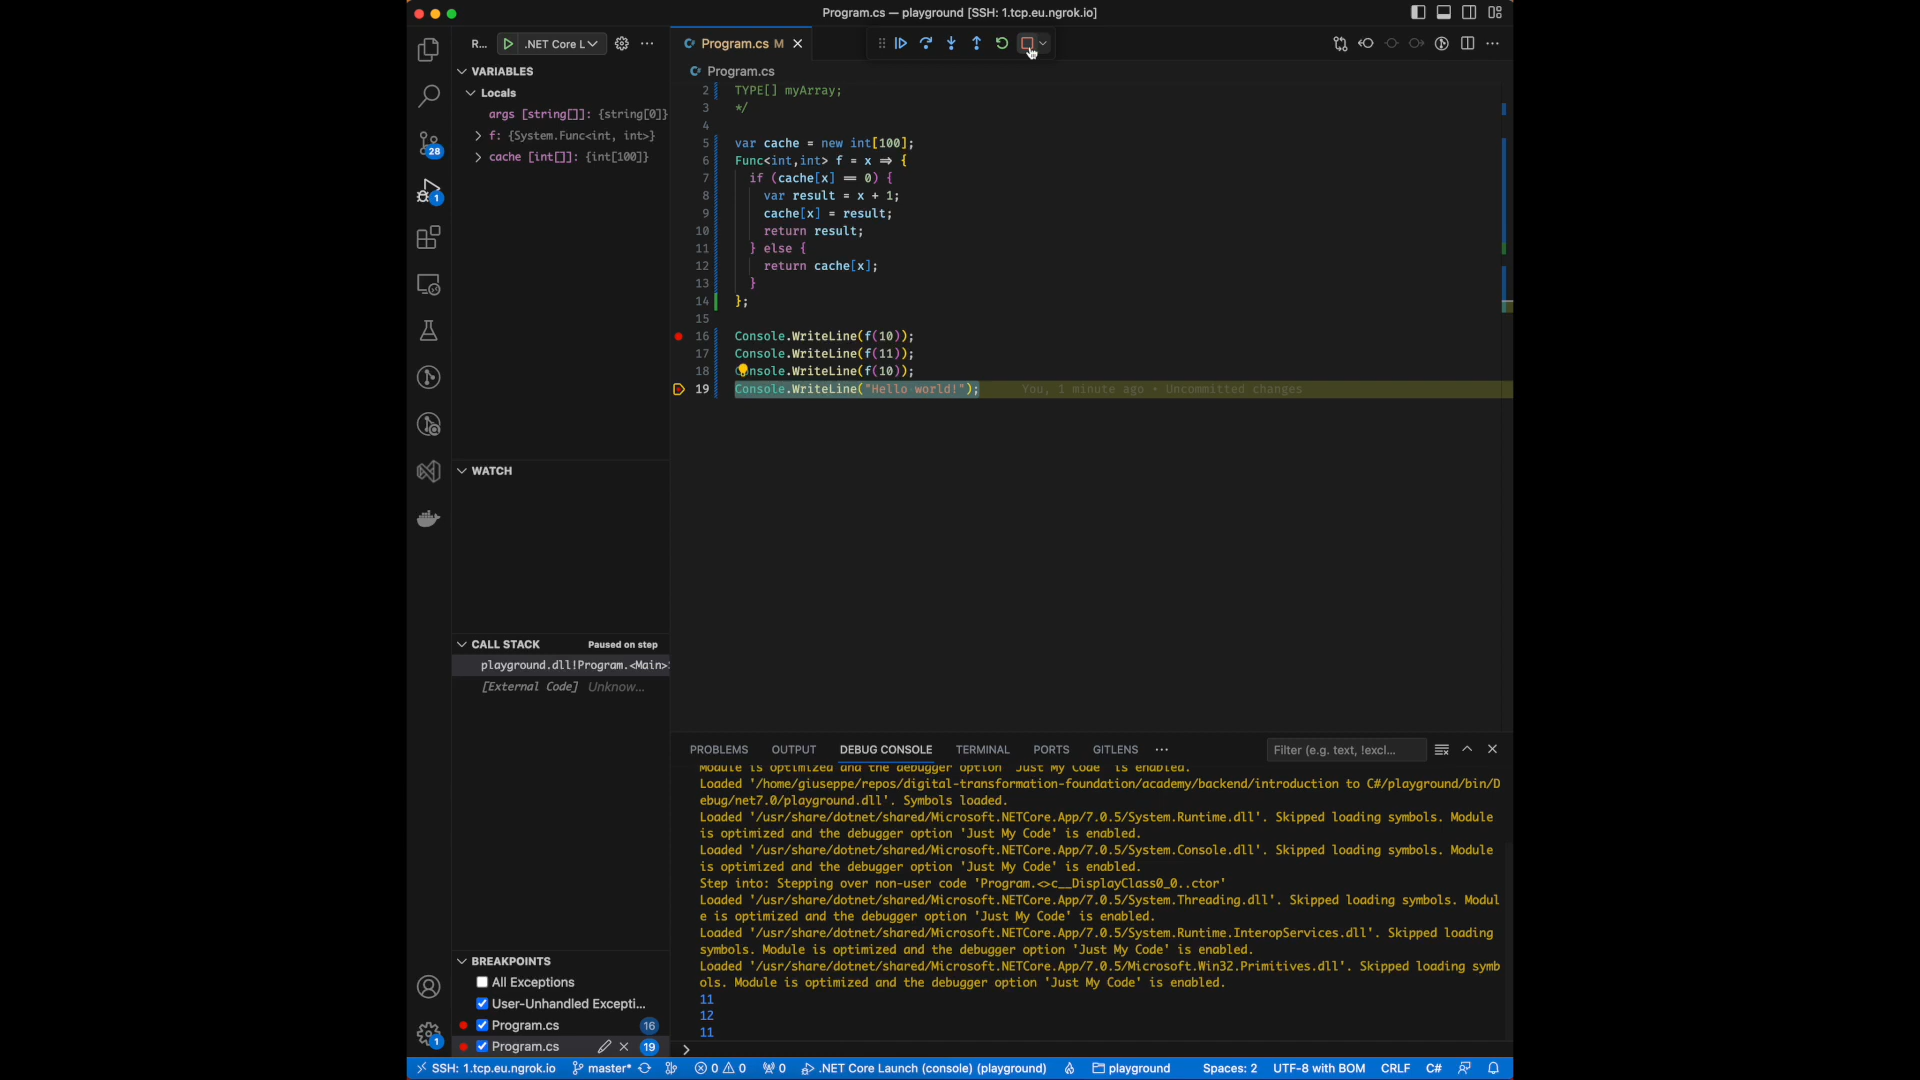 Program.cs — playground [SSH: 1.tcp.eu.ngrok.io]
R... .NET Core L
Program.cs M
VARIABLES
Program.cs
Locals
args [string[]]: {string[0]}
f: {System.Func<int, int>}
cache [int[]]: {int[100]}
2 TYPE[] myArray;
3 */
4
5 var cache = new int[100];
6 Func<int,int> f = x => {
7 if (cache[x] == 0) {
8 var result = x + 1;
9 cache[x] = result;
10 return result;
11 } else {
12 return cache[x];
13 }
14 };
15
16 Console.WriteLine(f(10));
17 Console.WriteLine(f(11));
18 Console.WriteLine(f(10));
19 Console.WriteLine("Hello world!"); You, 1 minute ago • Uncommitted changes
28
1
WATCH
CALL STACK Paused on step
playground.dll!Program.<Main>
[External Code] Unknow...
BREAKPOINTS
All Exceptions
User-Unhandled Excepti...
Program.cs 16
Program.cs 19
1
PROBLEMS OUTPUT DEBUG CONSOLE TERMINAL PORTS GITLENS Filter (e.g. text, !excl...
Module is optimized and the debugger option 'Just My Code' is enabled.
Loaded '/home/giuseppe/repos/digital-transformation-foundation/academy/backend/introduction to C#/playground/bin/D
ebug/net7.0/playground.dll'. Symbols loaded.
Loaded '/usr/share/dotnet/shared/Microsoft.NETCore.App/7.0.5/System.Runtime.dll'. Skipped loading symbols. Module
is optimized and the debugger option 'Just My Code' is enabled.
Loaded '/usr/share/dotnet/shared/Microsoft.NETCore.App/7.0.5/System.Console.dll'. Skipped loading symbols. Module
is optimized and the debugger option 'Just My Code' is enabled.
Step into: Stepping over non-user code 'Program.<>c__DisplayClass0_0..ctor'
Loaded '/usr/share/dotnet/shared/Microsoft.NETCore.App/7.0.5/System.Threading.dll'. Skipped loading symbols. Modul
e is optimized and the debugger option 'Just My Code' is enabled.
Loaded '/usr/share/dotnet/shared/Microsoft.NETCore.App/7.0.5/System.Runtime.InteropServices.dll'. Skipped loading
symbols. Module is optimized and the debugger option 'Just My Code' is enabled.
Loaded '/usr/share/dotnet/shared/Microsoft.NETCore.App/7.0.5/Microsoft.Win32.Primitives.dll'. Skipped loading symb
ols. Module is optimized and the debugger option 'Just My Code' is enabled.
11
12
11
SSH: 1.tcp.eu.ngrok.io master* 0 0 0 .NET Core Launch (console) (playground) playground Spaces: 2 UTF-8 with BOM CRLF C#